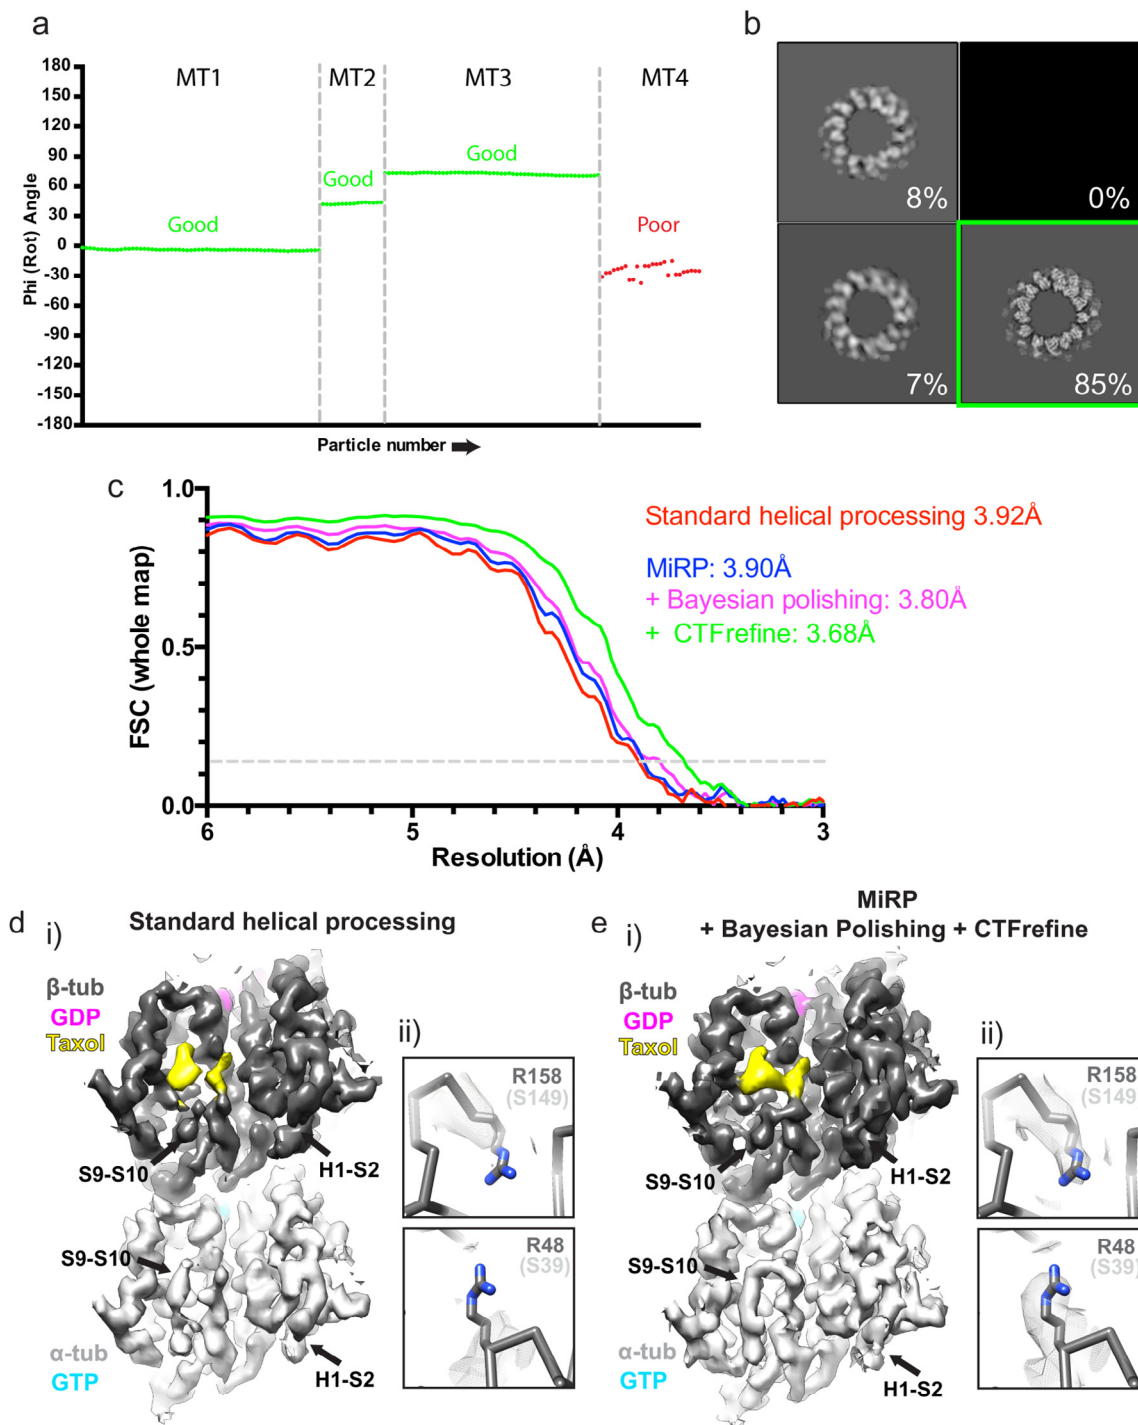 a
180
150
120
90
60
30
0
-30
-60
-90
-120
-150
-180
Phi (Rot) Angle
MT1
MT2
MT3
MT4
Good
Good
Good
Poor
Particle number
b
8%
0%
7%
85%
c
1.0
0.5
0.0
FSC (whole map)
6
5
4
3
Resolution (Å)
Standard helical processing 3.92Å
MiRP: 3.90Å
+ Bayesian polishing: 3.80Å
+ CTFrefine: 3.68Å
d
Standard helical processing
i)
β-tub
GDP
Taxol
S9-S10
H1-S2
S9-S10
α-tub
GTP
H1-S2
ii)
R158
(S149)
R48
(S39)
e
MiRP
+ Bayesian Polishing + CTFrefine
i)
β-tub
GDP
Taxol
S9-S10
H1-S2
S9-S10
α-tub
GTP
H1-S2
ii)
R158
(S149)
R48
(S39)